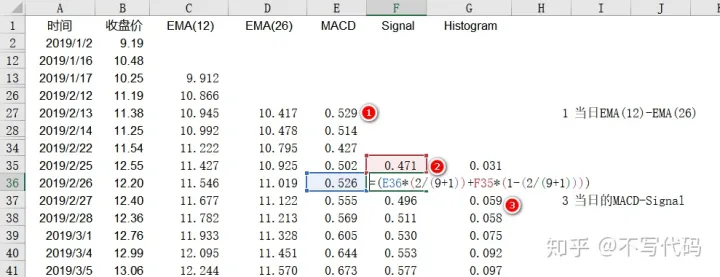 A B C D E F G H I J K
1 时间 收盘价 EMA(12) EMA(26) MACD Signal Histogram
2 2019/1/2 9.19
12 2019/1/16 10.48
13 2019/1/17 10.25 9.912
26 2019/2/12 11.19 10.866
27 2019/2/13 11.38 10.945 10.417 0.529 1 1 当日EMA(12)-EMA(26)
28 2019/2/14 11.25 10.992 10.478 0.514
34 2019/2/22 11.54 11.222 10.795 0.427
35 2019/2/25 12.55 11.427 10.925 0.502 0.471 2 0.031
36 2019/2/26 12.20 11.546 11.019 0.526 =(E36*(2/(9+1))+F35*(1-(2/(9+1))))
37 2019/2/27 12.40 11.677 11.122 0.555 0.496 0.059 3 3 当日的MACD-Signal
38 2019/2/28 12.36 11.782 11.213 0.569 0.511 0.058
39 2019/3/1 12.76 11.933 11.328 0.605 0.530 0.075
40 2019/3/4 12.99 12.095 11.451 0.644 0.553 0.092
41 2019/3/5 13.06 12.244 11.570 0.673 0.577 0.097
知乎 @不写代码